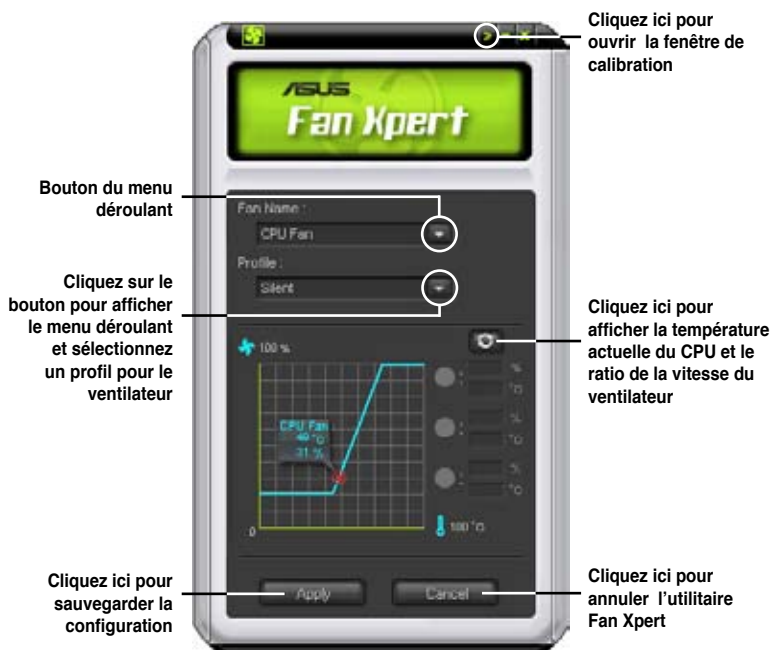 Cliquez ici pour
ouvrir la fenêtre de
calibration
ASUS
Fan Xpert
Bouton du menu
déroulant
Fan Name :
CPU Fan
Profile :
Silent
Cliquez sur le
bouton pour afficher
le menu déroulant
et sélectionnez
un profil pour le
ventilateur
Cliquez ici pour
afficher la température
actuelle du CPU et le
ratio de la vitesse du
ventilateur
100 %
%
°C
CPU Fan
°C
31 %
%
°C
%
°C
0
100 °C
Cliquez ici pour
sauvegarder la
configuration
Apply
Cancel
Cliquez ici pour
annuler l'utilitaire
Fan Xpert